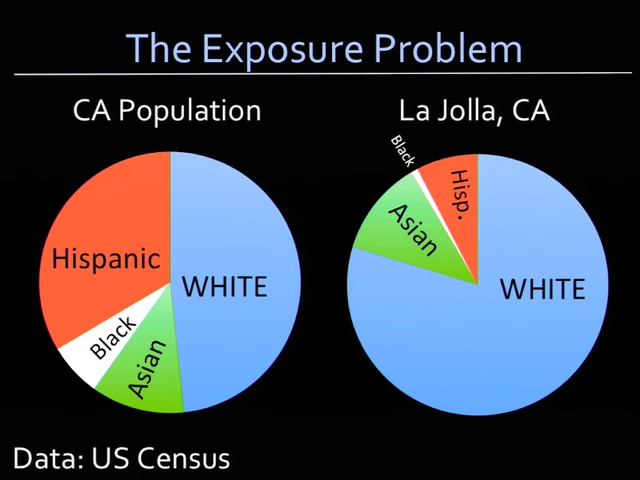 The Exposure Problem
CA Population
La Jolla, CA
Hispanic
WHITE
Black
Asian
Black
Hisp.
Asian
WHITE
Data: US Census